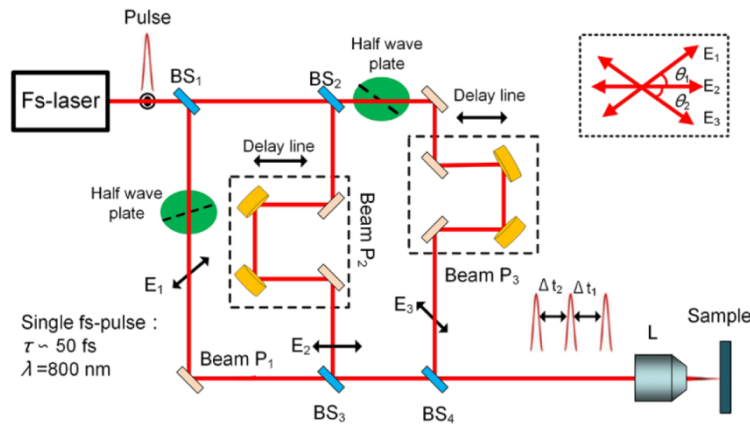 Pulse
Fs-laser
BS₁
BS₂
Half wave
plate
Delay line
E₁
θ₁
E₂
θ₂
E₃
Delay line
Half wave
plate
Beam P₂
Beam P₃
E₁
E₃
Δ t₂
Δ t₁
Single fs-pulse :
τ ∽ 50 fs
λ =800 nm
E₂
L
Sample
Beam P₁
BS₃
BS₄